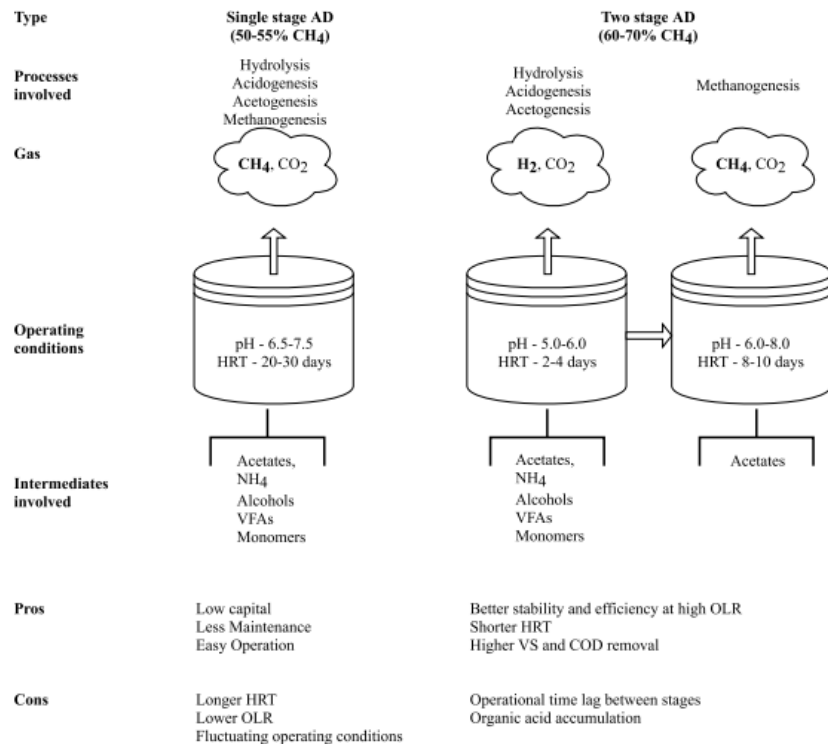 Type
Single stage AD
(50-55% CH4)
Two stage AD
(60-70% CH4)
Processes
involved
Hydrolysis
Acidogenesis
Acetogenesis
Methanogenesis
Hydrolysis
Acidogenesis
Acetogenesis
Methanogenesis
Gas
CH4, CO2
H2, CO2
CH4, CO2
Operating
conditions
pH - 6.5-7.5
HRT - 20-30 days
pH - 5.0-6.0
HRT - 2-4 days
pH - 6.0-8.0
HRT - 8-10 days
Intermediates
involved
Acetates,
NH4
Alcohols
VFAs
Monomers
Acetates,
NH4
Alcohols
VFAs
Monomers
Acetates
Pros
Low capital
Less Maintenance
Easy Operation
Better stability and efficiency at high OLR
Shorter HRT
Higher VS and COD removal
Cons
Longer HRT
Lower OLR
Fluctuating operating conditions
Operational time lag between stages
Organic acid accumulation